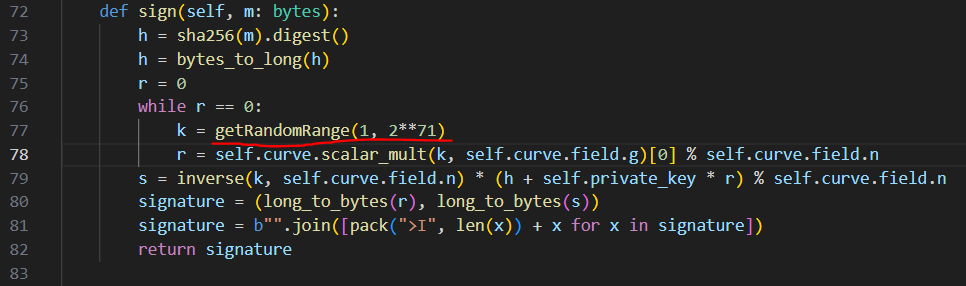 72 def sign(self, m: bytes):
73 h = sha256(m).digest()
74 h = bytes_to_long(h)
75 r = 0
76 while r == 0:
77 k = getRandomRange(1, 2**71)
78 r = self.curve.scalar_mult(k, self.curve.field.g)[0] % self.curve.field.n
79 s = inverse(k, self.curve.field.n) * (h + self.private_key * r) % self.curve.field.n
80 signature = (long_to_bytes(r), long_to_bytes(s))
81 signature = b"".join([pack(">I", len(x)) + x for x in signature])
82 return signature
83